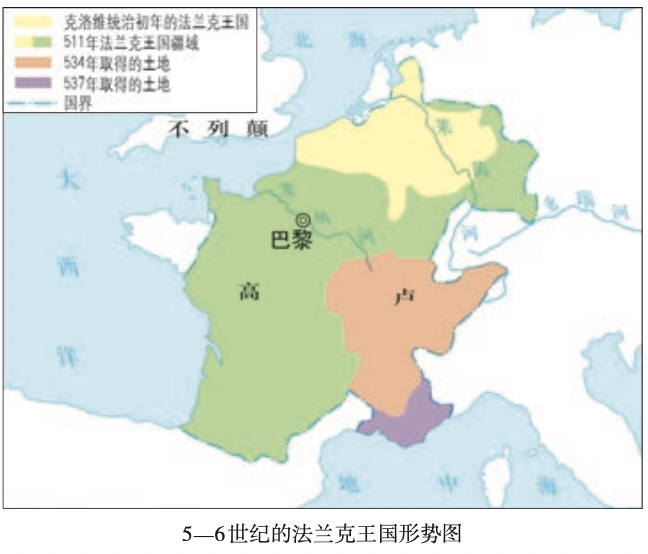 克洛维统治初年的法兰克王国
511年法兰克王国疆域
534年取得的土地
537年取得的土地
国界
北 海
不 列 颠
莱
茵
河
大
西
洋
多 瑙 河
塞 纳 河
巴黎
高 卢
地 中 海
5—6世纪的法兰克王国形势图